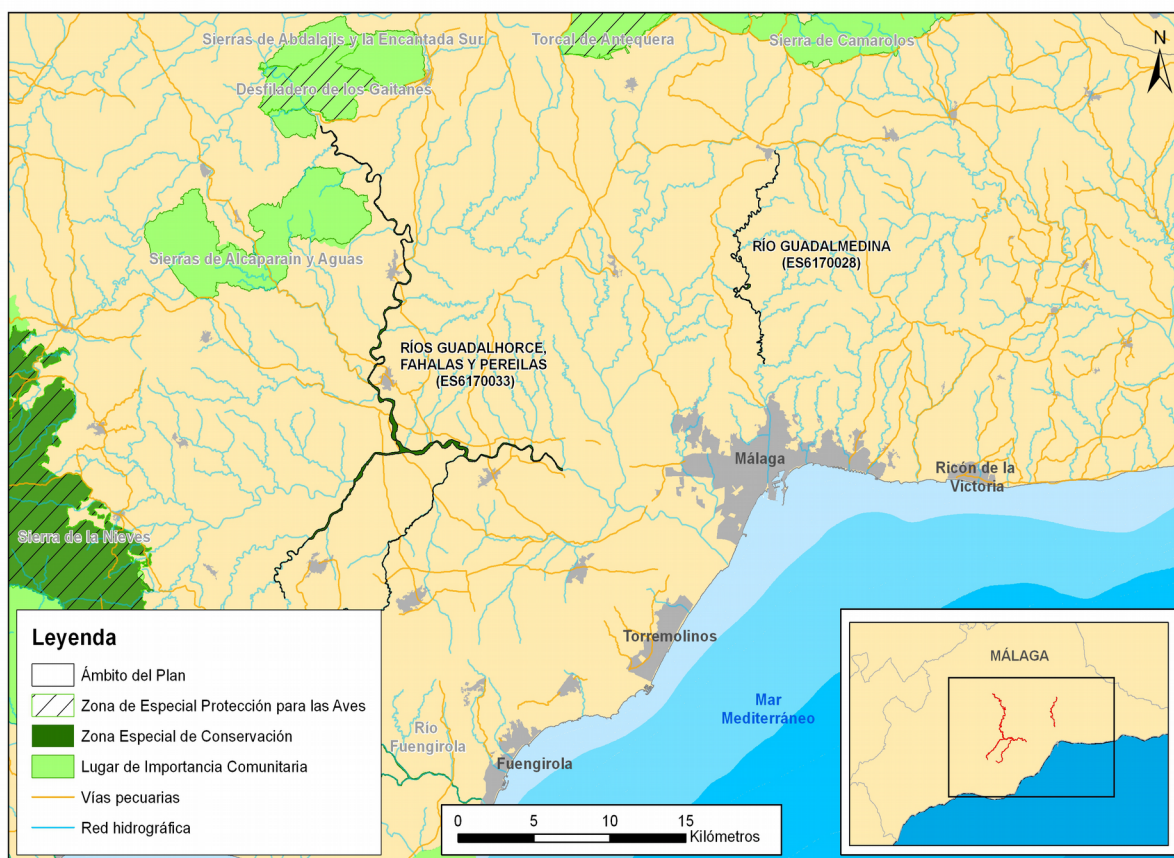 Sierras de Abdalajis y la Encantada Sur
Torcal de Antequera
Sierra de Camarolos
N
Desfiladero de los Gaitanes
Sierras de Alcaparain y Aguas
RÍO GUADALMEDINA
(ES6170028)
RÍOS GUADALHORCE,
FAHALAS Y PEREILAS
(ES6170033)
Málaga
Ricón de la
Victoria
Sierra de la Nieves
Torremolinos
Mar
Mediterráneo
Río
Fuengirola
Fuengirola
Leyenda
Ámbito del Plan
Zona de Especial Protección para las Aves
Zona Especial de Conservación
Lugar de Importancia Comunitaria
Vías pecuarias
Red hidrográfica
0 5 10 15
Kilómetros
MÁLAGA